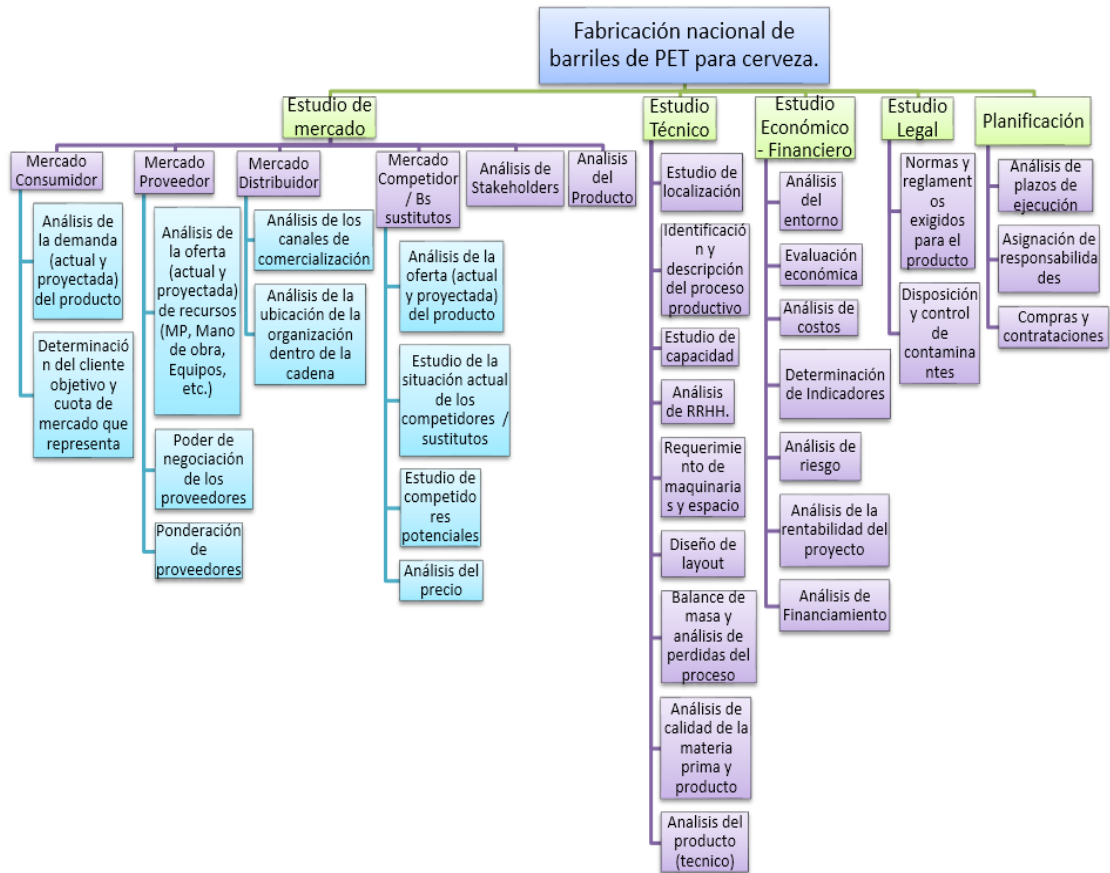 Fabricación nacional de
barriles de PET para cerveza.
Estudio de
mercado
Mercado
Consumidor
Análisis de
la demanda
(actual y
proyectada)
del producto
Determinació
n del cliente
objetivo y
cuota de
mercado que
representa
Mercado
Proveedor
Análisis de
la oferta
(actual y
proyectada)
de recursos
(MP, Mano
de obra,
Equipos,
etc.)
Poder de
negociación
de los
proveedores
Ponderación
de
proveedores
Mercado
Distribuidor
Análisis de los
canales de
comercialización
Análisis de la
ubicación de la
organización
dentro de la
cadena
Mercado
Competidor
/ Bs
sustitutos
Análisis de la
oferta (actual
y proyectada)
del producto
Estudio de la
situación actual
de los
competidores /
sustitutos
Estudio de
competido
res
potenciales
Análisis del
precio
Análisis de
Stakeholders
Analisis
del
Producto
Estudio
Técnico
Estudio de
localización
Identificació
n y
descripción
del proceso
productivo
Estudio de
capacidad
Análisis
de RRHH.
Requerimie
nto de
maquinaria
s y espacio
Diseño de
layout
Balance de
masa y
análisis de
perdidas del
proceso
Análisis de
calidad de la
materia
prima y
producto
Analisis del
producto
(tecnico)
Estudio
Económico
- Financiero
Análisis
del
entorno
Evaluación
económica
Análisis de
costos
Determinación
de Indicadores
Análisis de
riesgo
Análisis de la
rentabilidad del
proyecto
Análisis de
Financiamiento
Estudio
Legal
Normas y
reglament
os
exigidos
para el
producto
Disposición
y control
de
contamina
ntes
Planificación
Análisis de
plazos de
ejecución
Asignación de
responsabilida
des
Compras y
contrataciones